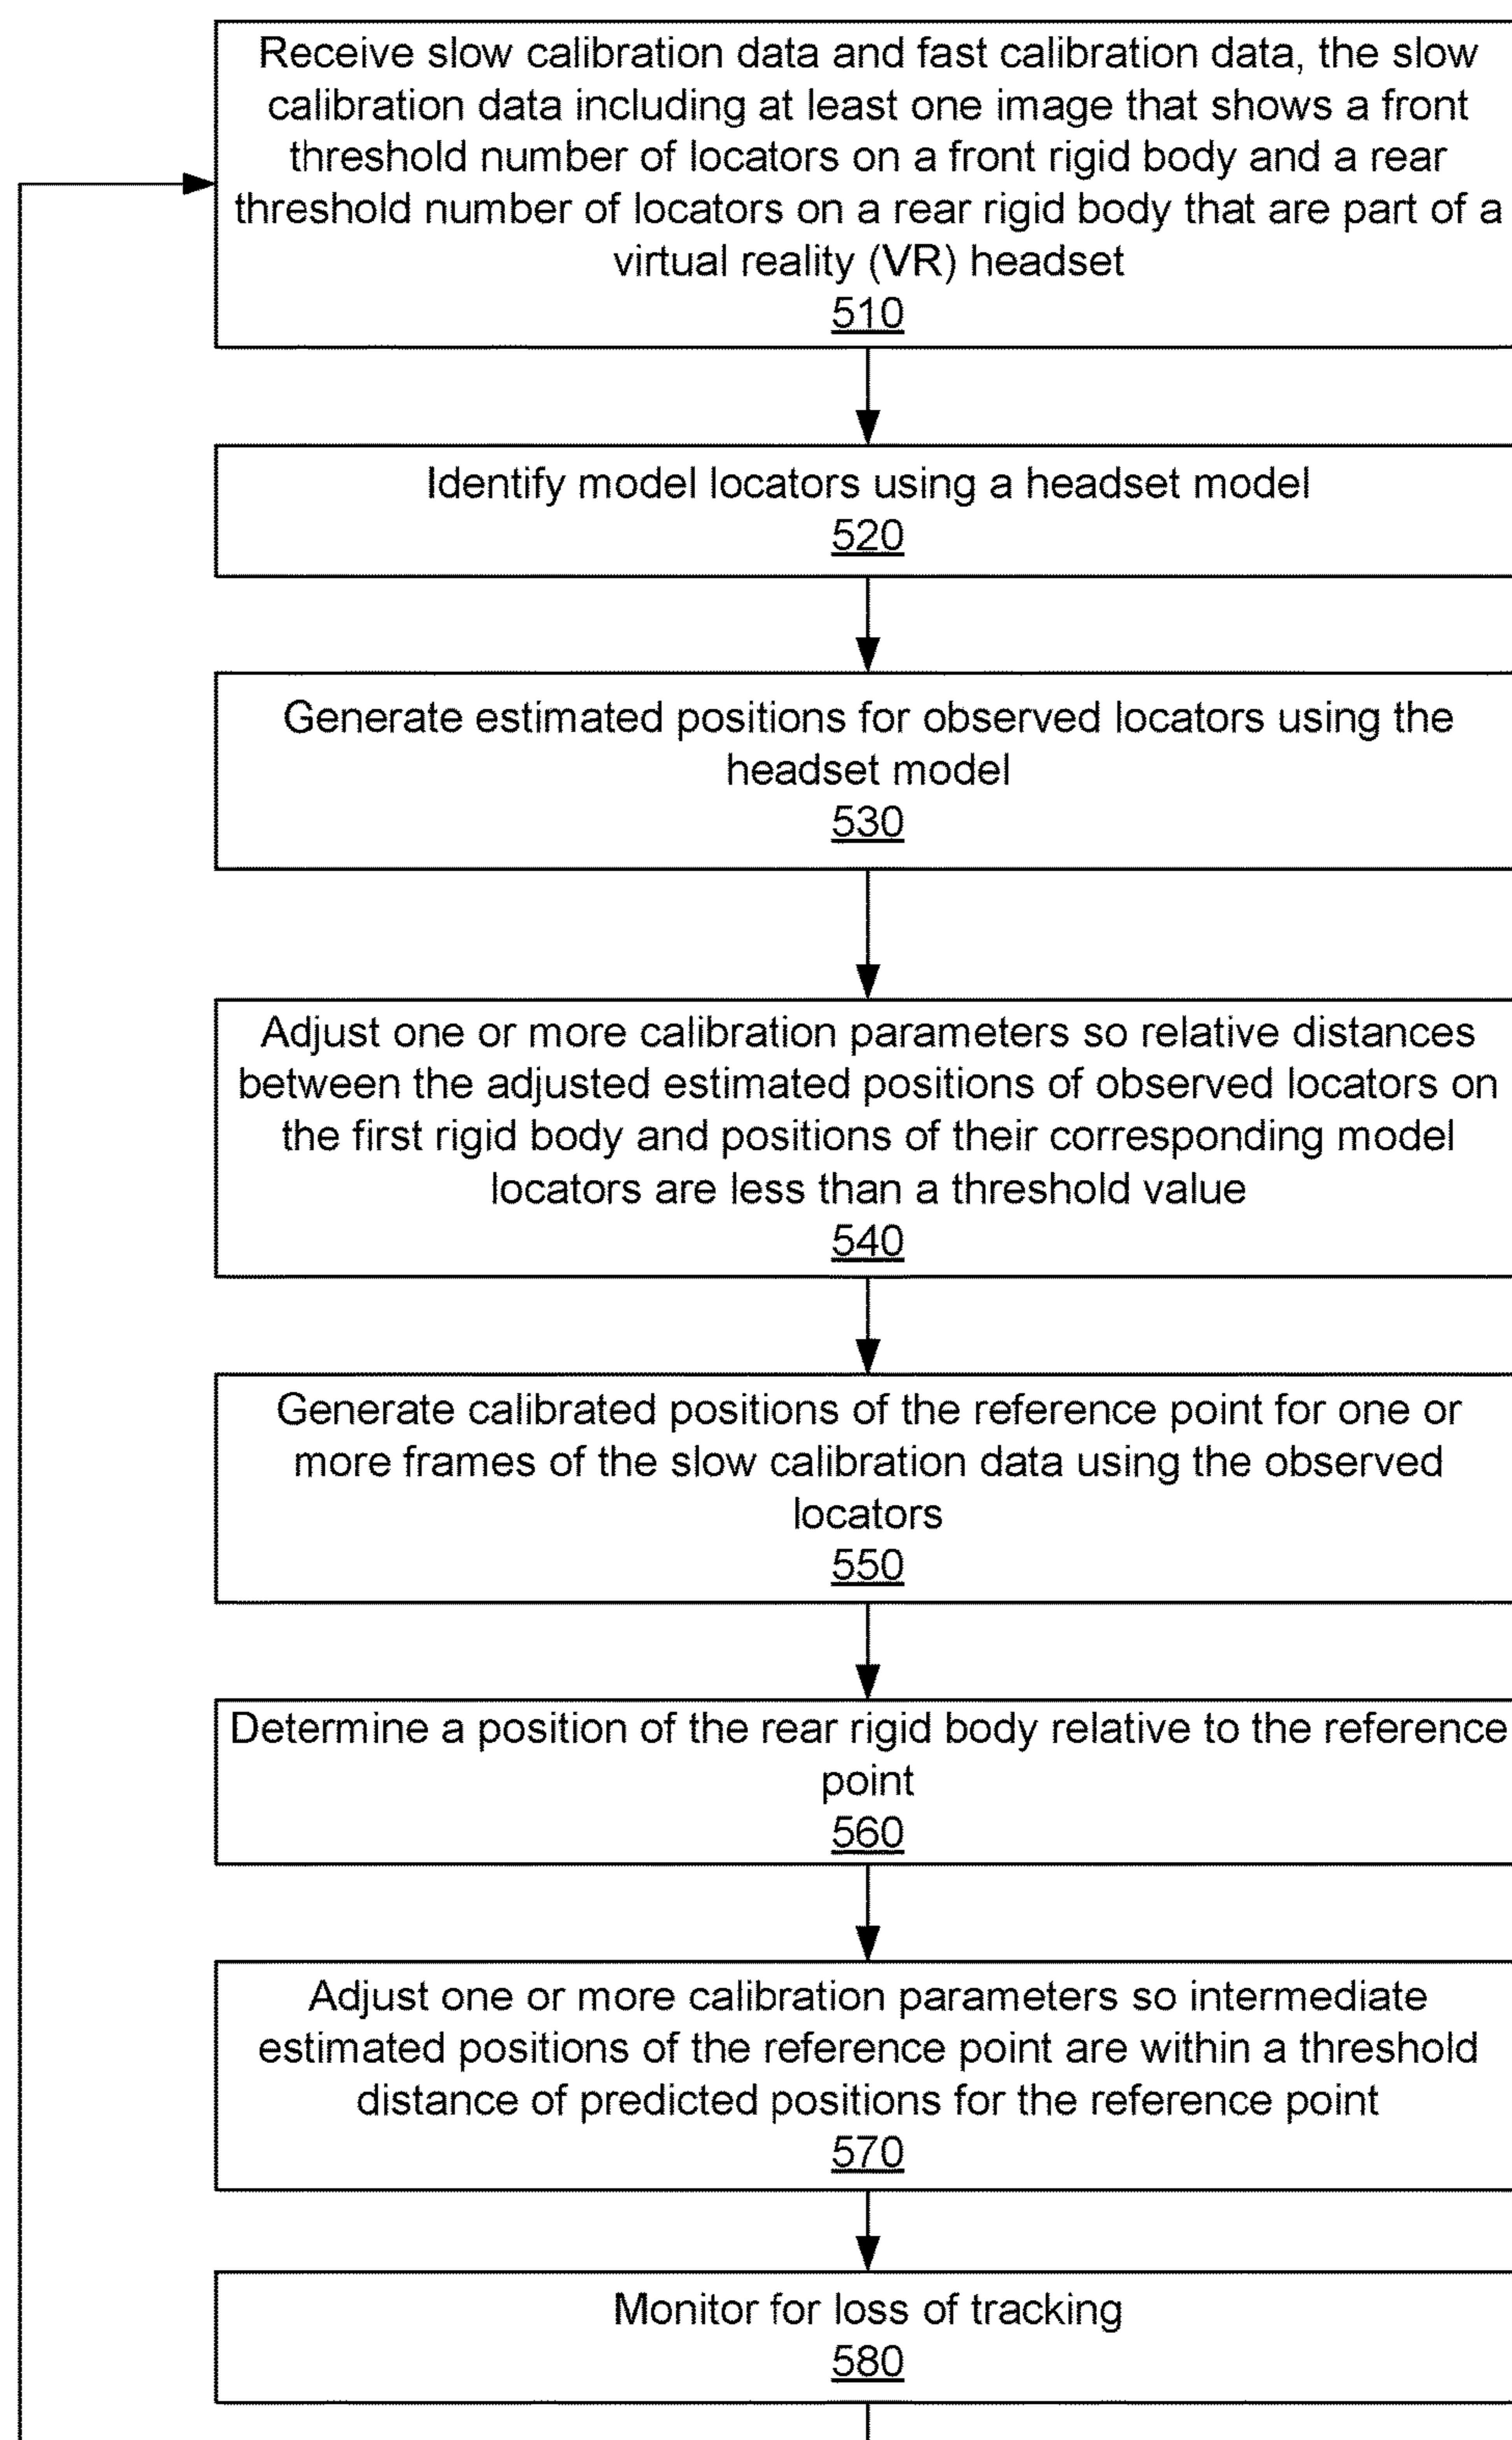 Receive slow calibration data and fast calibration data, the slow
calibration data including at least one image that shows a front
threshold number of locators on a front rigid body and a rear
threshold number of locators on a rear rigid body that are part of a
virtual reality (VR) headset
510
Identify model locators using a headset model
520
Generate estimated positions for observed locators using the
headset model
530
Adjust one or more calibration parameters so relative distances
between the adjusted estimated positions of observed locators on
the first rigid body and positions of their corresponding model
locators are less than a threshold value
540
Generate calibrated positions of the reference point for one or
more frames of the slow calibration data using the observed
locators
550
Determine a position of the rear rigid body relative to the reference
point
560
Adjust one or more calibration parameters so intermediate
estimated positions of the reference point are within a threshold
distance of predicted positions for the reference point
570
Monitor for loss of tracking
580